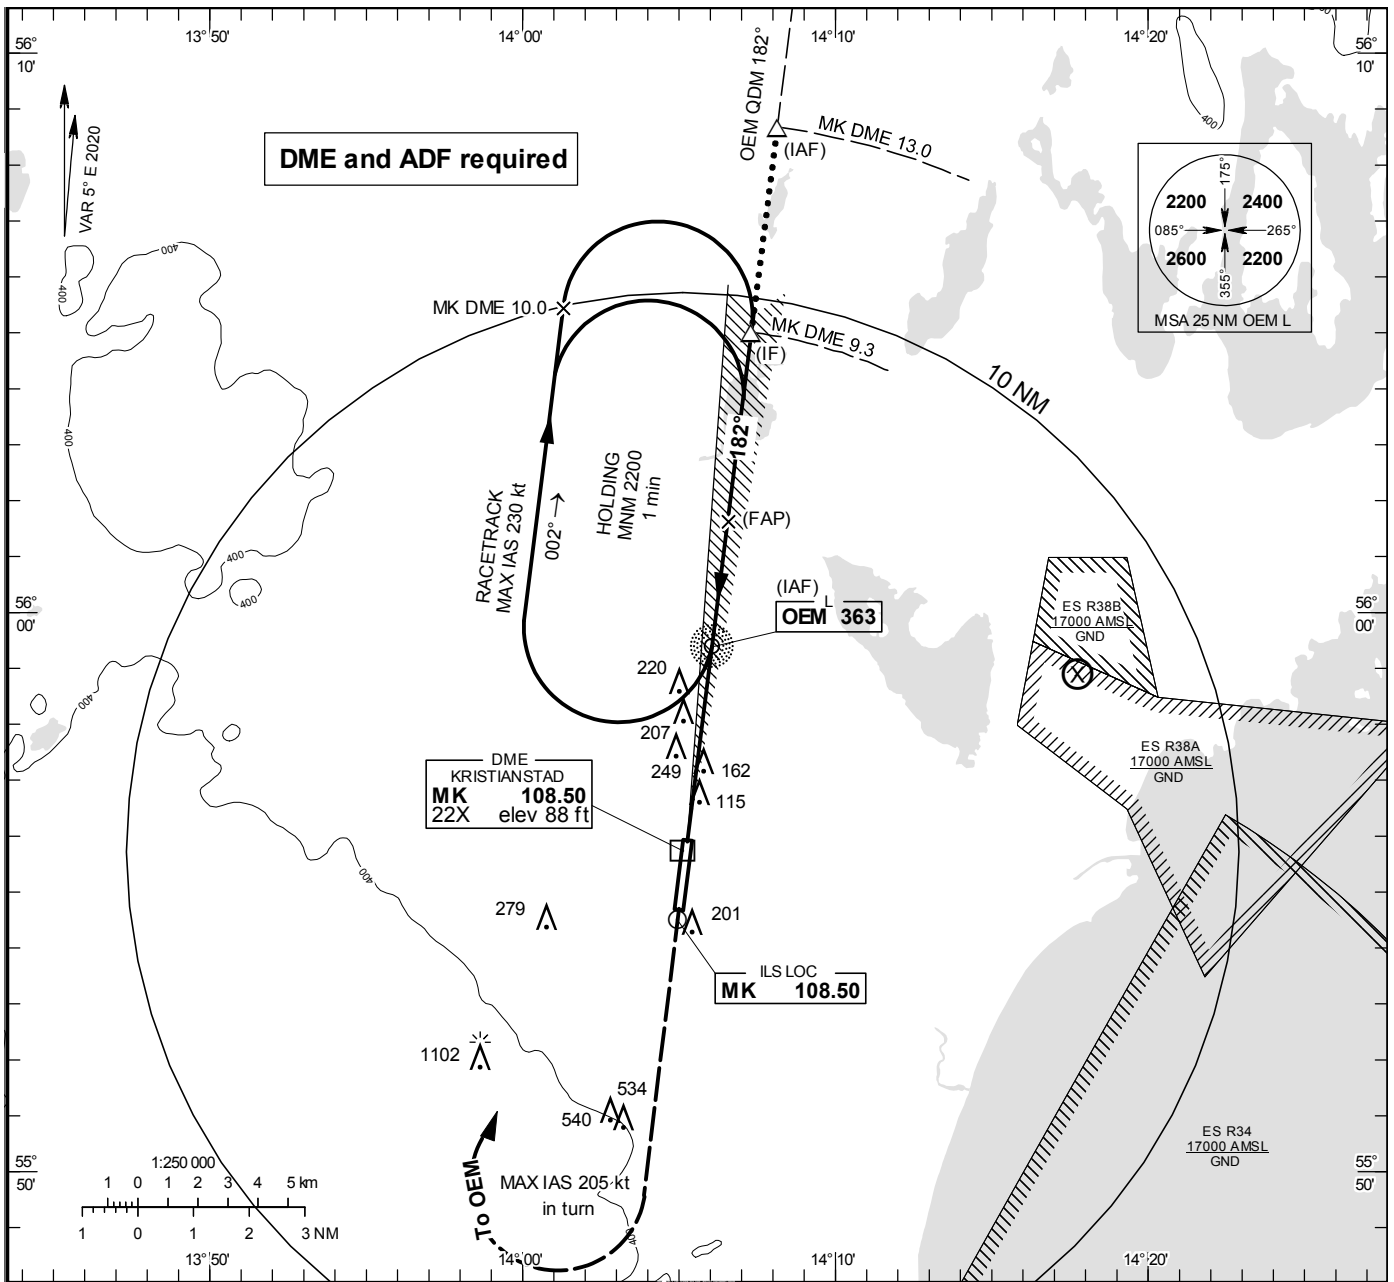 13°50'
14°00'
14°10'
14°20'
56°
10'
56°
10'
VAR 5° E 2020
DME and ADF required
OEM QDM 182°
(IAF)
MK DME 13.0
400
400
400
400
175°
2200
2400
085°
265°
2600
2200
355°
MSA 25 NM OEM L
MK DME 10.0
MK DME 9.3
(IF)
10 NM
400
182°
RACETRACK
MAX IAS 230 kt
002° →
HOLDING
MNM 2200
1 min
(FAP)
400
400
(IAF)
L
OEM 363
56°
00'
56°
00'
ES R38B
17000 AMSL
GND
400
220
207
249
162
115
ES R38A
17000 AMSL
GND
DME
KRISTIANSTAD
MK 108.50
22X elev 88 ft
400
279
201
ILS LOC
MK 108.50
1102
534
540
ES R34
17000 AMSL
GND
55°
50'
55°
50'
1:250 000
1 0 1 2 3 4 5 km
1 0 1 2 3 NM
To OEM
MAX IAS 205 kt
in turn
400
13°50'
14°00'
14°10'
14°20'